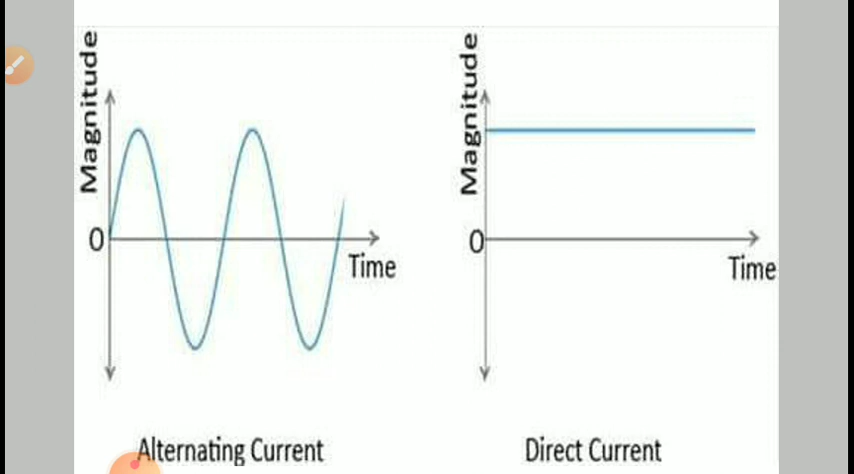 Magnitude
0
Time
Alternating Current
Magnitude
0
Time
Direct Current